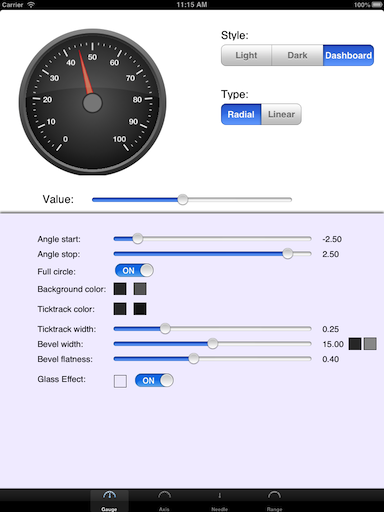 Carrier 11:15 AM 100%
Style:
Light Dark Dashboard
Type:
Radial Linear
0 10 20 30 40 50 60 70 80 90 100
Value:
Angle start: -2.50
Angle stop: 2.50
Full circle: ON
Background color:
Ticktrack color:
Ticktrack width: 0.25
Bevel width: 15.00
Bevel flatness: 0.40
Glass Effect: ON
Gauge Axis Needle Range